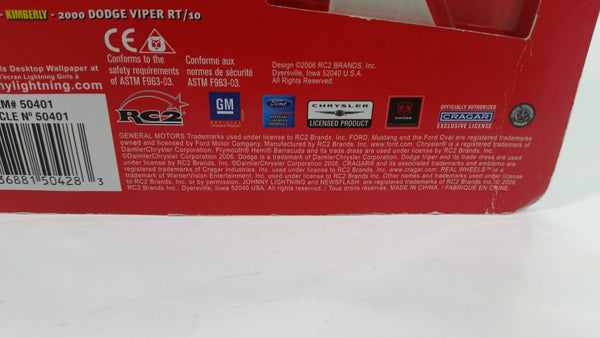 - KIMBERLY - 2000 DODGE VIPER RT/10
CE
Conforms to the
safety requirements
of ASTM F963-03.
Conforme aux
normes de sécurité
ASTM F963-03.
Design ©2006 RC2 BRANDS, Inc.
Dyersville, Iowa 52040 U.S.A.
All Rights Reserved.
ls Desktop Wallpaper at
d'écran Lightning Girls à
nylightning.com
EM# 50401
CLE N° 50401
36881 50428 3
RC2
GM
Ford
CHRYSLER
LICENSED PRODUCT
OFFICIALLY AUTHORIZED
CRAGAR
EXCLUSIVE LICENSEE
GENERAL MOTORS Trademarks used under license to RC2 Brands, Inc. FORD, Mustang and the Ford Oval are registered trademarks
owned and licensed by Ford Motor Company. Manufactured by RC2 Brands, Inc. www.ford.com. Chrysler® is a registered trademark of
DaimlerChrysler Corporation. Plymouth® Hemi® Barracuda and its trade dress are used under license by RC2 Brands, Inc.
©DaimlerChrysler Corporation 2006. Dodge is a trademark of DaimlerChrysler Corporation. Dodge Viper and its trade dress are used
under license by RC2 Brands, Inc. ©DaimlerChrysler Corporation 2006. CRAGAR® and its associated trademarks are
registered trademarks of Cragar Industries, Inc. used under license by RC2 Brands, Inc. www.cragar.com. REAL WHEELS™ is a
trademark of WarnerVision Entertainment, Inc. used under license to RC2 Brands, Inc. Other names and trademarks used under license
to RC2 Brands, Inc. or by permission. JOHNNY LIGHTNING and NEWSFLASH are registered trademarks of RC2 Brands, Inc.© 2006
RC2 Brands, Inc., Dyersville, Iowa 52040 USA. All rights reserved. / Tous droits réservés. MADE IN CHINA. / FABRIQUÉ EN CHINE.